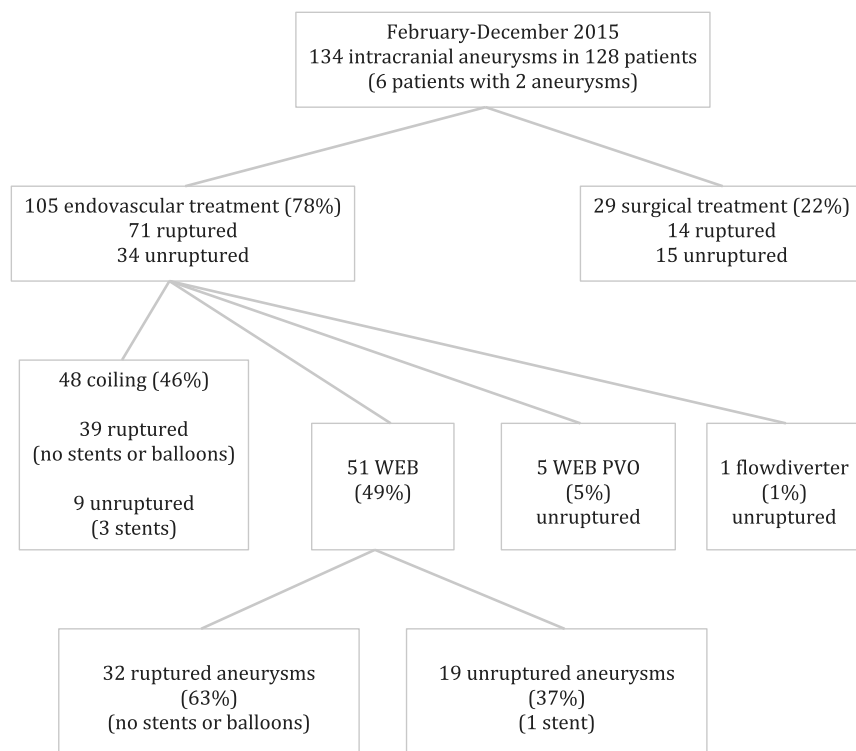 February-December 2015
134 intracranial aneurysms in 128 patients
(6 patients with 2 aneurysms)
105 endovascular treatment (78%)
71 ruptured
34 unruptured
29 surgical treatment (22%)
14 ruptured
15 unruptured
48 coiling (46%)
39 ruptured
(no stents or balloons)
9 unruptured
(3 stents)
51 WEB
(49%)
5 WEB PVO
(5%)
unruptured
1 flowdiverter
(1%)
unruptured
32 ruptured aneurysms
(63%)
(no stents or balloons)
19 unruptured aneurysms
(37%)
(1 stent)